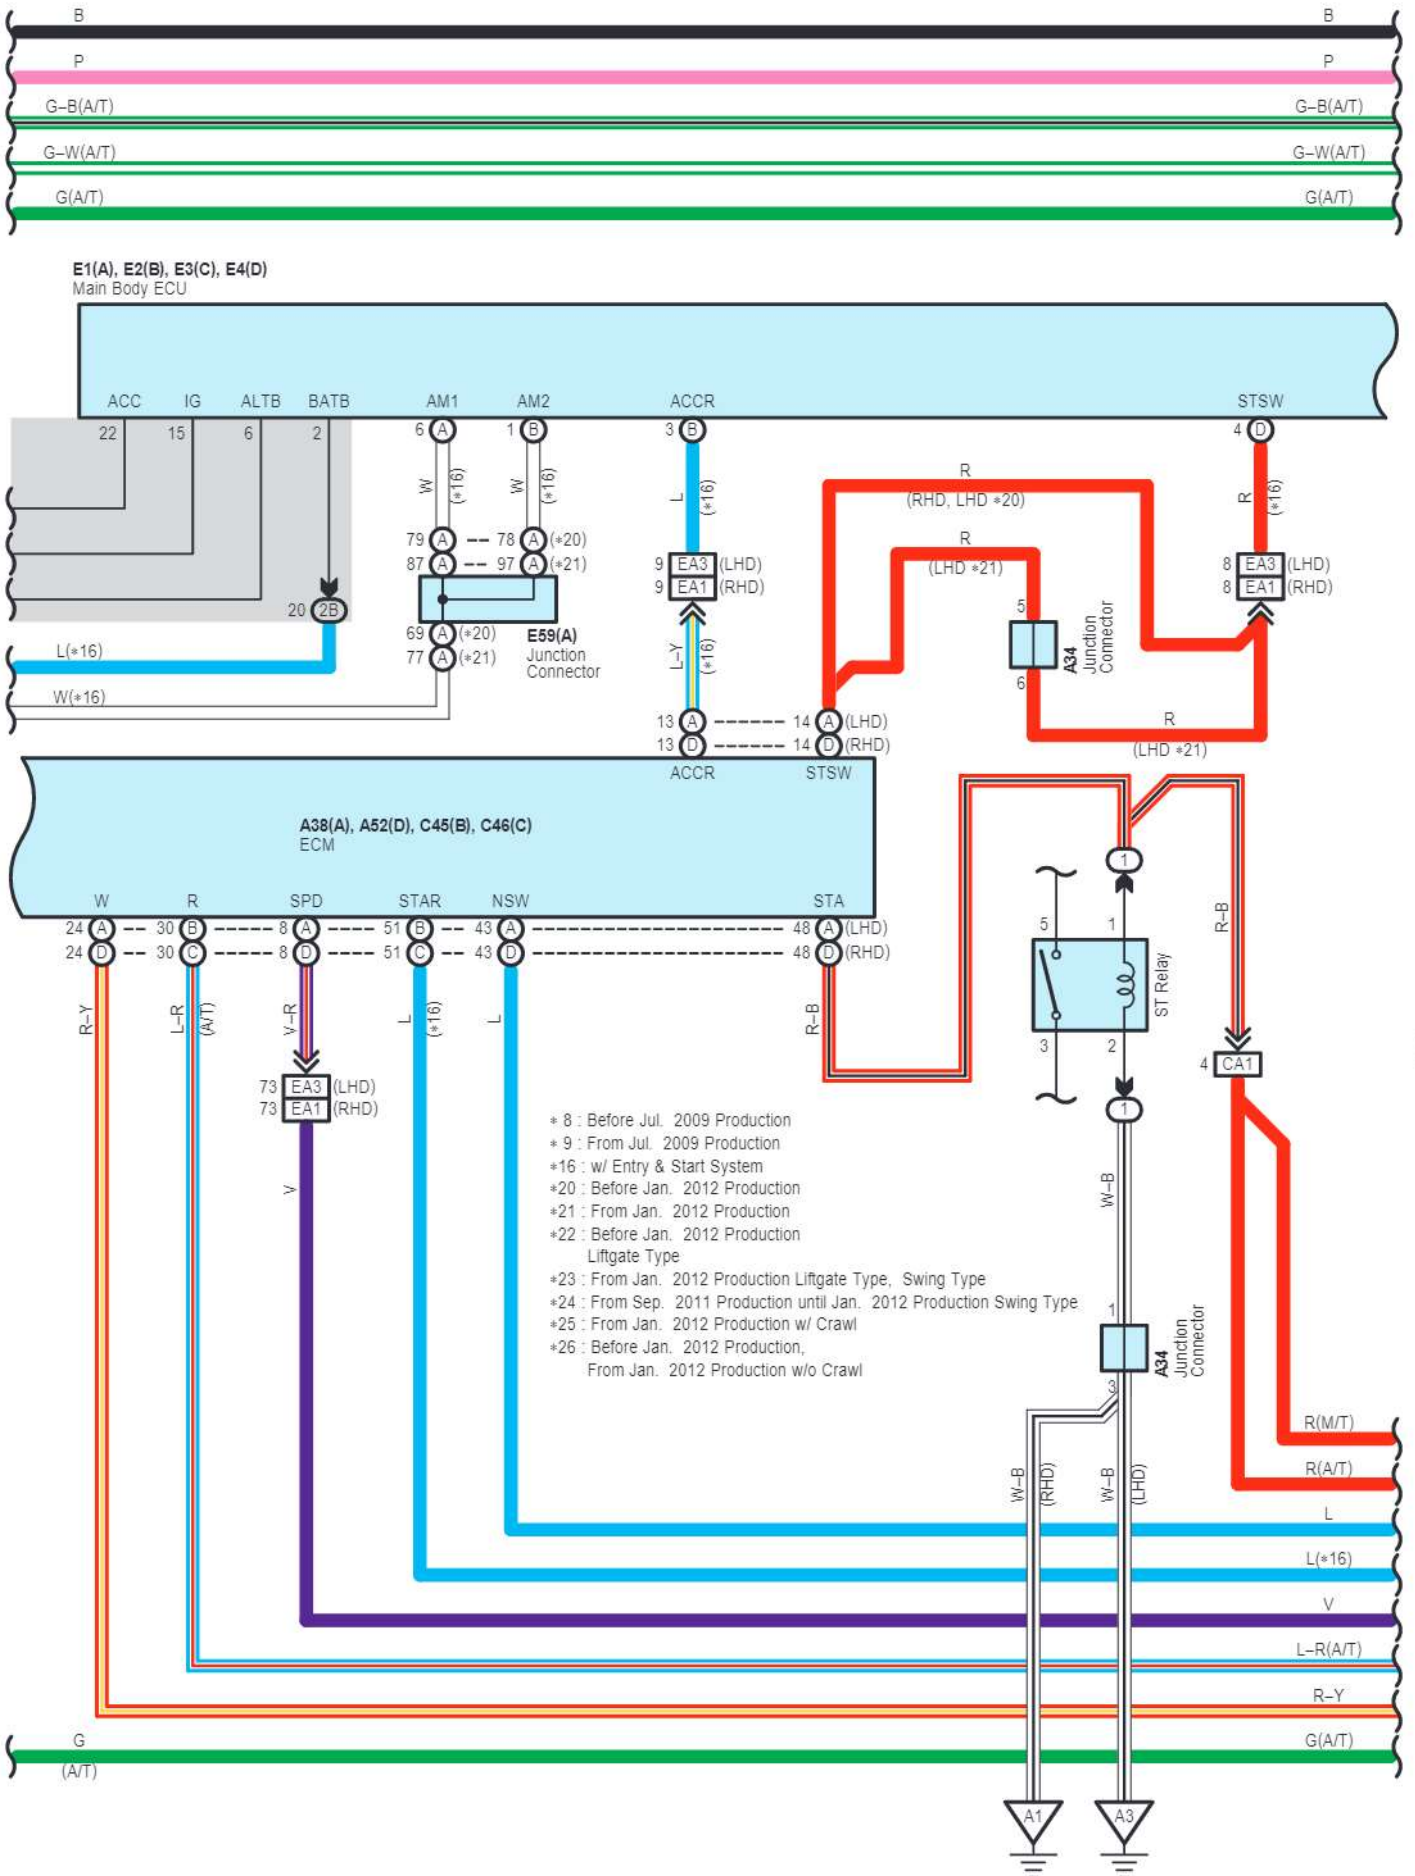 B B
P P
G–B(A/T) G–B(A/T)
G–W(A/T) G–W(A/T)
G(A/T) G(A/T)
E1(A), E2(B), E3(C), E4(D)
Main Body ECU
ACC IG ALTB BATB AM1 AM2 ACCR STSW
22 15 6 2 6 A 1 B 3 B 4 D
W (∗16) W (∗16) L (∗16) R (∗16)
R
(RHD, LHD ∗20)
R
(LHD ∗21)
79 A 78 A (∗20)
87 A 97 A (∗21)
9 EA3 (LHD)
9 EA1 (RHD)
8 EA3 (LHD)
8 EA1 (RHD)
20 2B
69 A (∗20)
77 A (∗21)
E59(A)
Junction
Connector
5
6
A34
Junction
Connector
L(∗16)
W(∗16)
L–Y (∗16)
R
(LHD ∗21)
13 A 14 A (LHD)
13 D 14 D (RHD)
ACCR STSW
A38(A), A52(D), C45(B), C46(C)
ECM
W R SPD STAR NSW STA
24 A 30 B 8 A 51 B 43 A 48 A (LHD)
24 D 30 C 8 D 51 C 43 D 48 D (RHD)
R–Y L–R (A/T) V–R L (∗16) L R–B
1
5 1
ST Relay
3 2
1
R–B
4 CA1
73 EA3 (LHD)
73 EA1 (RHD)
V
∗ 8 : Before Jul. 2009 Production
∗ 9 : From Jul. 2009 Production
∗16 : w/ Entry & Start System
∗20 : Before Jan. 2012 Production
∗21 : From Jan. 2012 Production
∗22 : Before Jan. 2012 Production
Liftgate Type
∗23 : From Jan. 2012 Production Liftgate Type, Swing Type
∗24 : From Sep. 2011 Production until Jan. 2012 Production Swing Type
∗25 : From Jan. 2012 Production w/ Crawl
∗26 : Before Jan. 2012 Production,
From Jan. 2012 Production w/o Crawl
W–B
1
3
A34
Junction
Connector
W–B (RHD) W–B (LHD)
R(M/T)
R(A/T)
L
L(∗16)
V
L–R(A/T)
R–Y
G G(A/T)
(A/T)
A1 A3